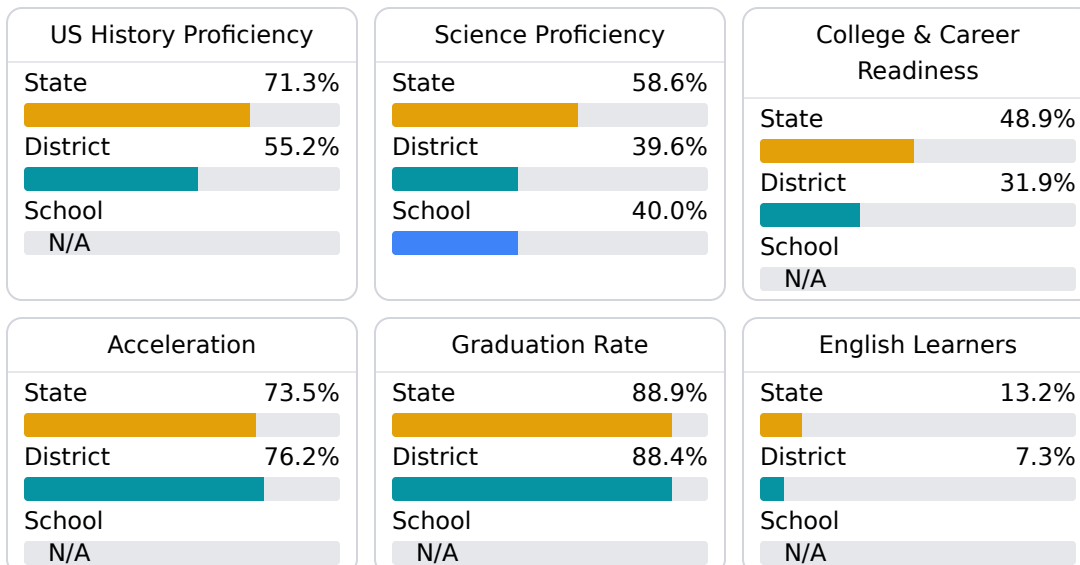 US History Proficiency
State 71.3%
District 55.2%
School
N/A
Science Proficiency
State 58.6%
District 39.6%
School 40.0%
College & Career
Readiness
State 48.9%
District 31.9%
School
N/A
Acceleration
State 73.5%
District 76.2%
School
N/A
Graduation Rate
State 88.9%
District 88.4%
School
N/A
English Learners
State 13.2%
District 7.3%
School
N/A